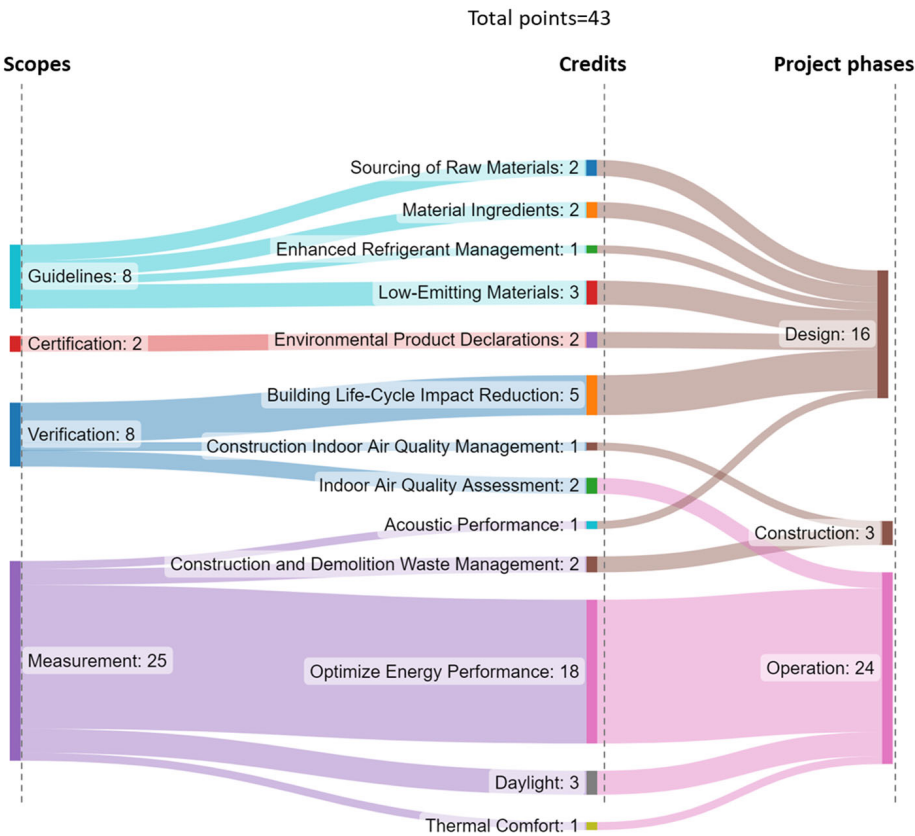 Total points=43
Scopes
Credits
Project phases
Sourcing of Raw Materials: 2
Material Ingredients: 2
Enhanced Refrigerant Management: 1
Guidelines: 8
Low-Emitting Materials: 3
Design: 16
Certification: 2
Environmental Product Declarations: 2
Building Life-Cycle Impact Reduction: 5
Verification: 8
Construction Indoor Air Quality Management: 1
Indoor Air Quality Assessment: 2
Acoustic Performance: 1
Construction: 3
Construction and Demolition Waste Management: 2
Measurement: 25
Optimize Energy Performance: 18
Operation: 24
Daylight: 3
Thermal Comfort: 1